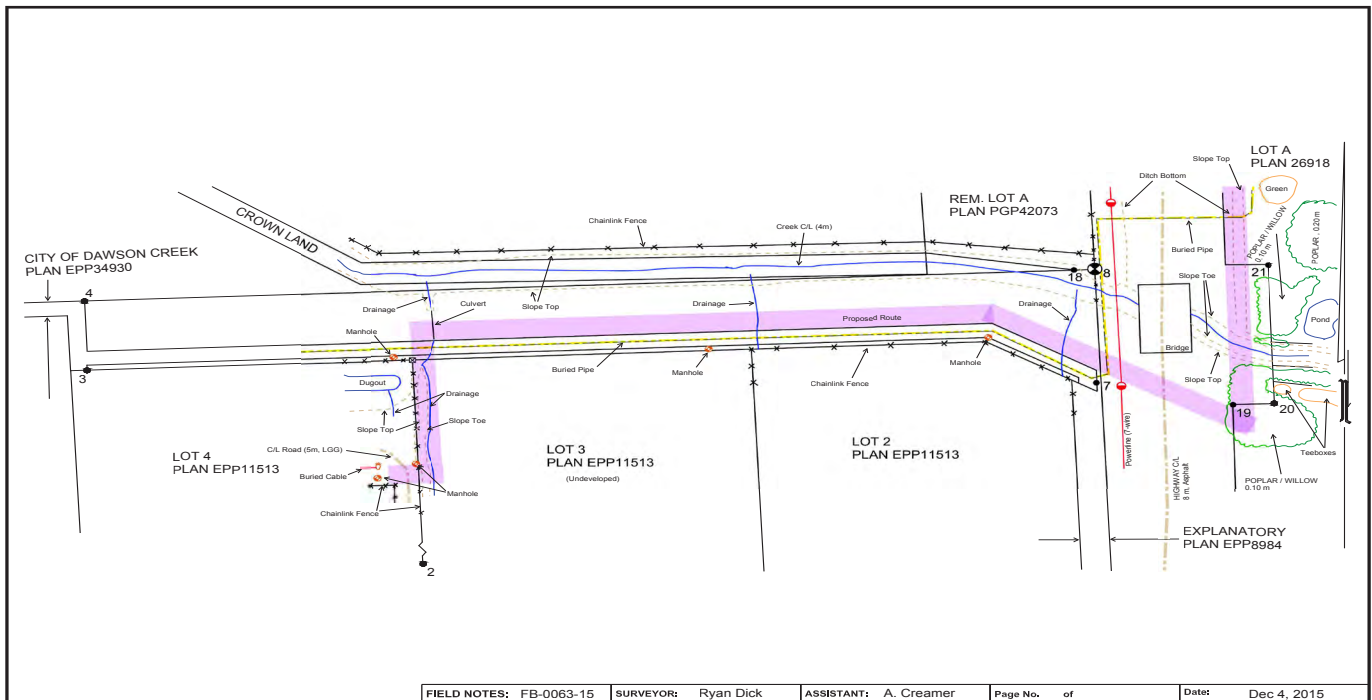 LOT A
PLAN 26918
Slope Top
Ditch Bottom
Green
REM. LOT A
PLAN PGP42073
CROWN LAND
Chainlink Fence
Creek C/L (4m)
Buried Pipe
POPLAR / WILLOW
0.10 m
POPLAR - 0.20 m
CITY OF DAWSON CREEK
PLAN EPP34930
4
18
8
21
Slope Toe
Drainage
Culvert
Slope Top
Drainage
Drainage
Pond
Manhole
Proposed Route
Bridge
Buried Pipe
Manhole
Manhole
Chainlink Fence
Slope Top
3
7
Dugout
Drainage
19
20
Slope Top
Slope Toe
Teeboxes
C/L Road (5m, LGG)
LOT 4
PLAN EPP11513
LOT 3
PLAN EPP11513
(Undeveloped)
LOT 2
PLAN EPP11513
Powerline (7-wire)
HIGHWAY C/L
8 m, Asphalt
Buried Cable
Manhole
POPLAR / WILLOW
0.10 m
Chainlink Fence
EXPLANATORY
PLAN EPP8984
2
FIELD NOTES: FB-0063-15 SURVEYOR: Ryan Dick ASSISTANT: A. Creamer Page No. of Date: Dec 4, 2015